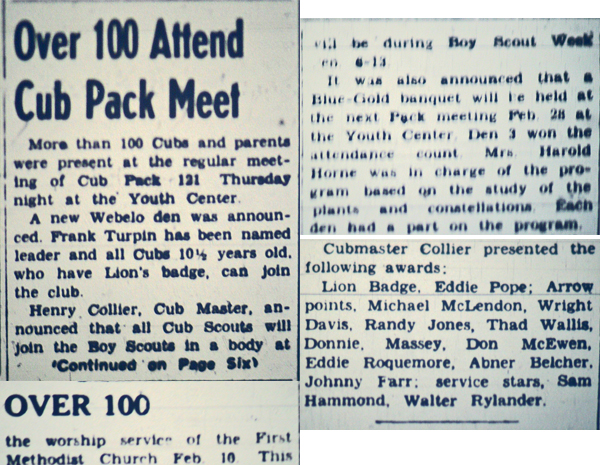 Over 100 Attend
Cub Pack Meet
More than 100 Cubs and parents
were present at the regular meet-
ing of Cub Pack 121 Thursday
night at the Youth Center.
A new Webelo den was announ-
ced. Frank Turpin has been named
leader and all Cubs 10½ years old,
who have Lion's badge, can join
the club.
Henry Collier, Cub Master, an-
nounced that all Cub Scouts will
join the Boy Scouts in a body at
(Continued on Page Six)
OVER 100
the worship service of the First
Methodist Church Feb. 10. This
will be during Boy Scout Week
6-13.
It was also announced that a
Blue-Gold banquet will be held at
the next Pack meeting Feb. 28 at
the Youth Center. Den 3 won the
attendance count. Mrs. Harold
Horne was in charge of the pro-
gram based on the study of the
plants and constellations. Each
den had a part on the program.
Cubmaster Collier presented the
following awards:
Lion Badge, Eddie Pope; Arrow
points, Michael McLendon, Wright
Davis, Randy Jones, Thad Wallis,
Donnie, Massey, Don McEwen,
Eddie Roquemore, Abner Belcher,
Johnny Farr; service stars, Sam
Hammond, Walter Rylander.